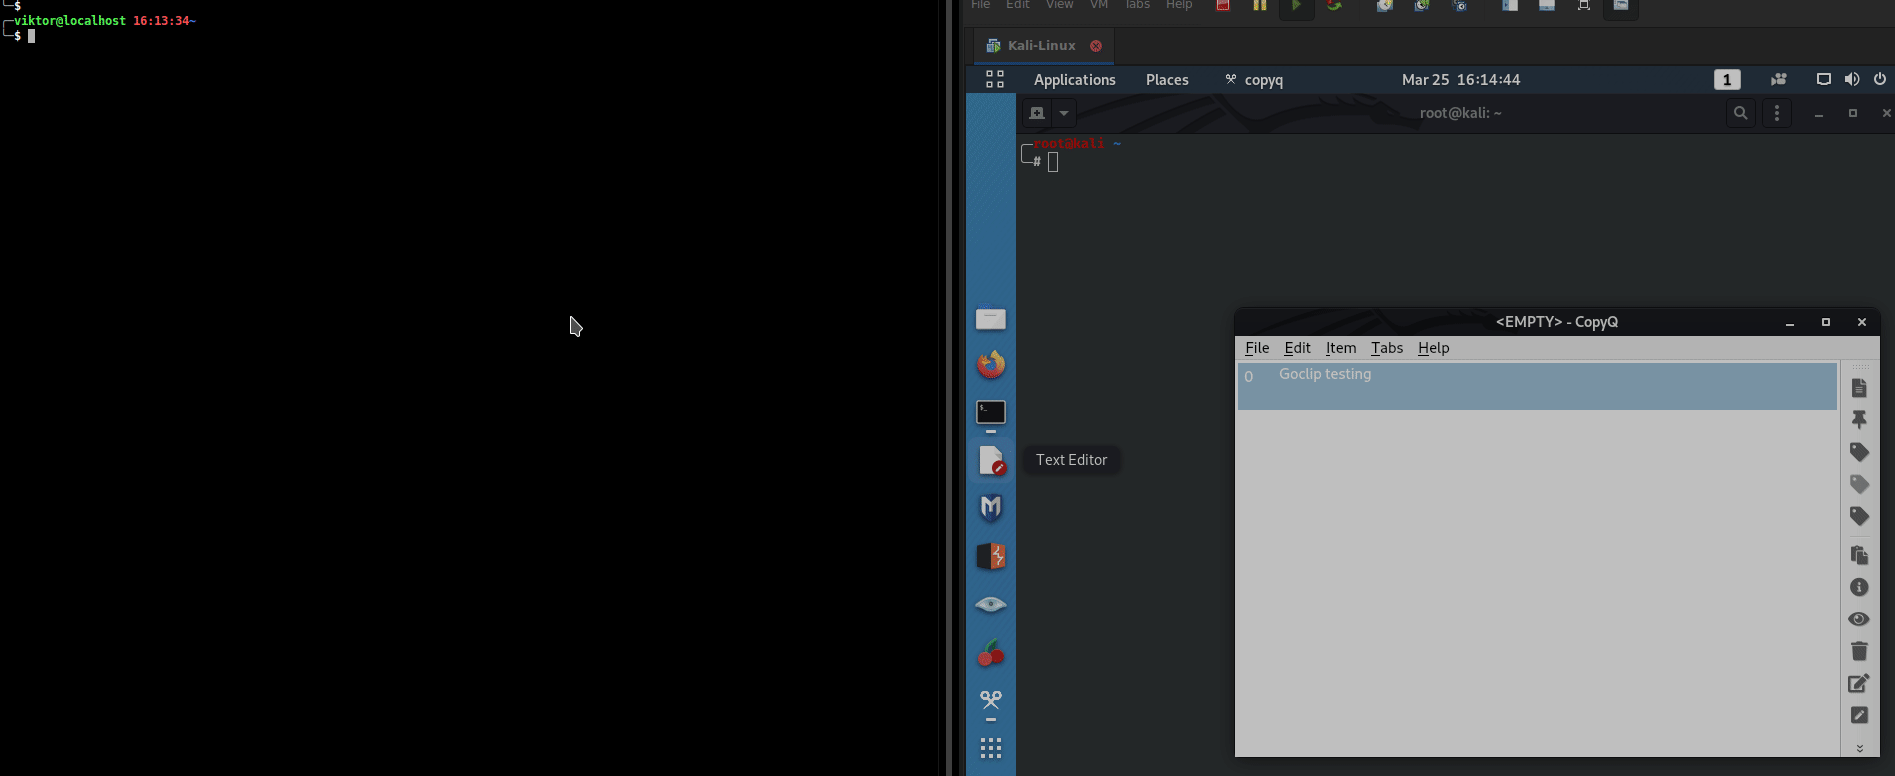 $
viktor@localhost 16:13:34~
$
File Edit View VM Tabs Help
Kali-Linux
Applications Places copyq Mar 25 16:14:44 1
root@kali: ~
root@kali ~
#
<EMPTY> - CopyQ
File Edit Item Tabs Help
0 Goclip testing
Text Editor